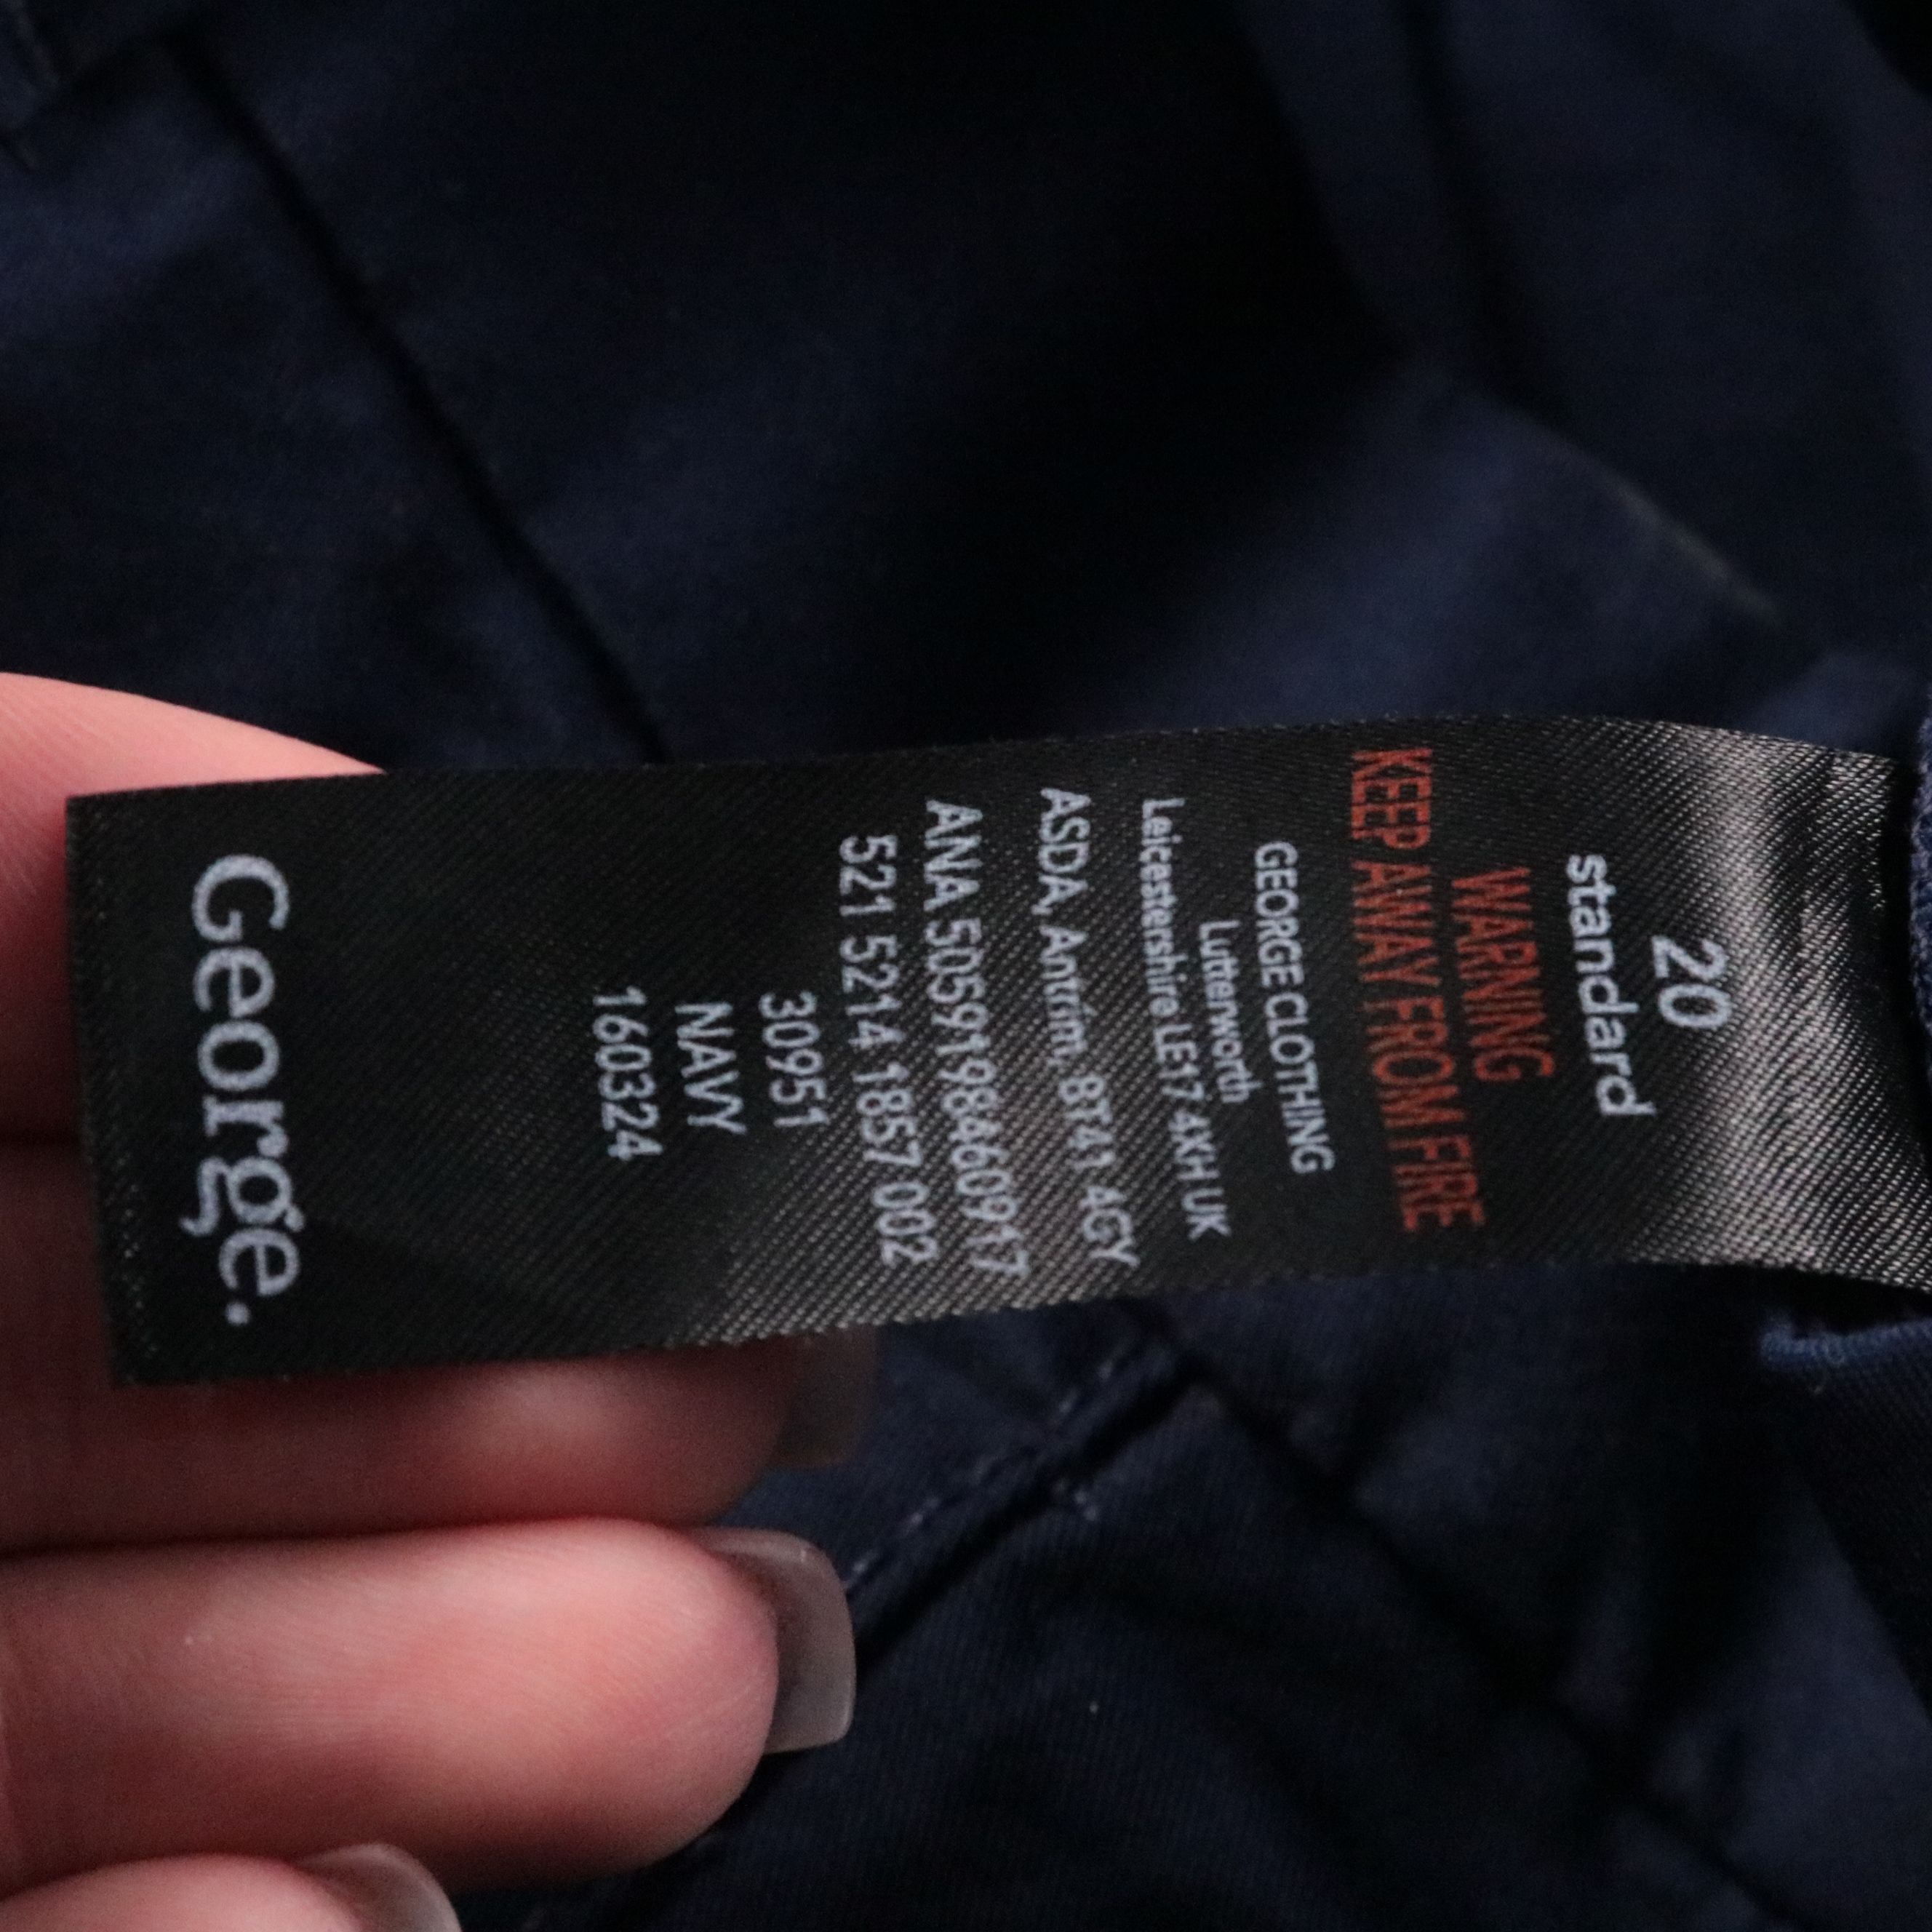 20
standard
WARNING
KEEP AWAY FROM FIRE
GEORGE CLOTHING
Lutterworth
Leicestershire LE17 4XH UK
ASDA, Antrim, BT41 4GY
ANA 5059198460917
521 5214 1857 002
30951
NAVY
160324
George.